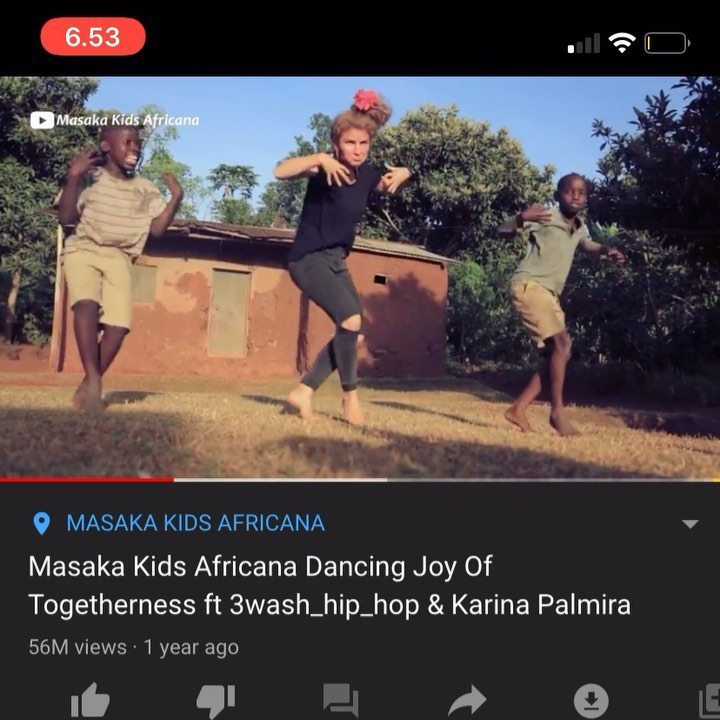 6.53
Masaka Kids Africana
MASAKA KIDS AFRICANA
Masaka Kids Africana Dancing Joy Of
Togetherness ft 3wash_hip_hop & Karina Palmira
56M views · 1 year ago